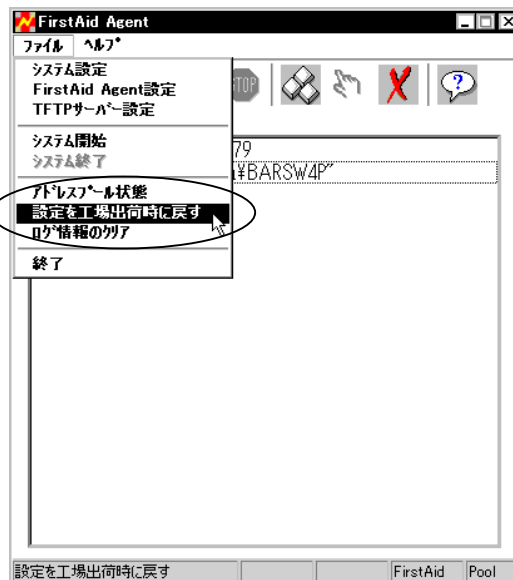 FirstAid Agent
ファイル ヘルプ
システム設定
FirstAid Agent設定
TFTPサーバー設定
STOP
?
システム開始
システム終了
79
¥BARSW4P"
アドレスプール状態
設定を工場出荷時に戻す
ログ情報のクリア
終了
設定を工場出荷時に戻す FirstAid Pool